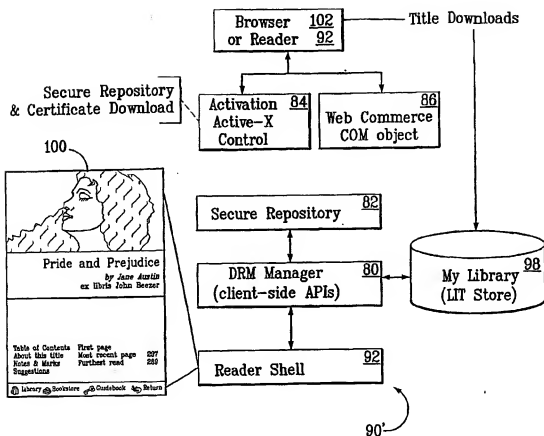 Browser 102
or Reader 92
Title Downloads
Secure Repository
& Certificate Download
Activation 84
Active-X
Control
Web Commerce 86
COM object
100
Pride and Prejudice
by Jane Austin
ex libris John Beezer
Table of Contents First page
About this title Most recent page 297
Notes & Marks Furthest read 289
Suggestions
Library Bookstore Guidebook Return
Secure Repository 82
DRM Manager 80
(client-side APIs)
My Library 98
(LIT Store)
Reader Shell 92
90'